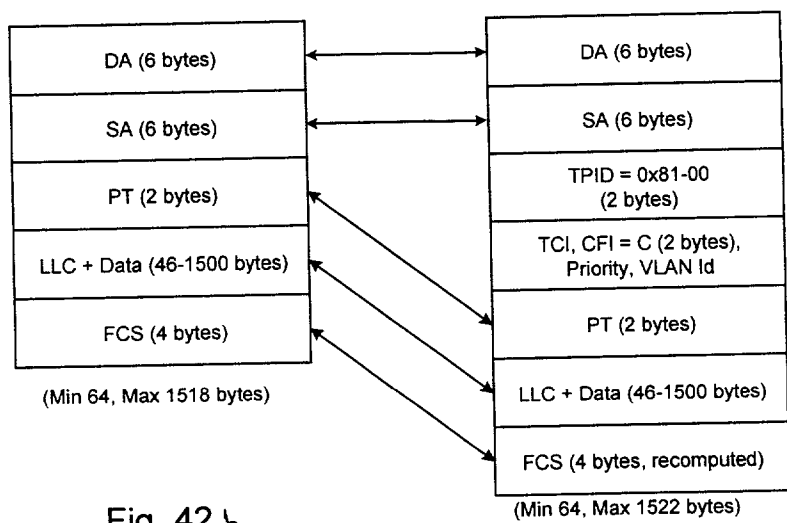 DA (6 bytes)
SA (6 bytes)
PT (2 bytes)
LLC + Data (46-1500 bytes)
FCS (4 bytes)
(Min 64, Max 1518 bytes)
DA (6 bytes)
SA (6 bytes)
TPID = 0x81-00
(2 bytes)
TCI, CFI = C (2 bytes),
Priority, VLAN Id
PT (2 bytes)
LLC + Data (46-1500 bytes)
FCS (4 bytes, recomputed)
(Min 64, Max 1522 bytes)
Fig. 42